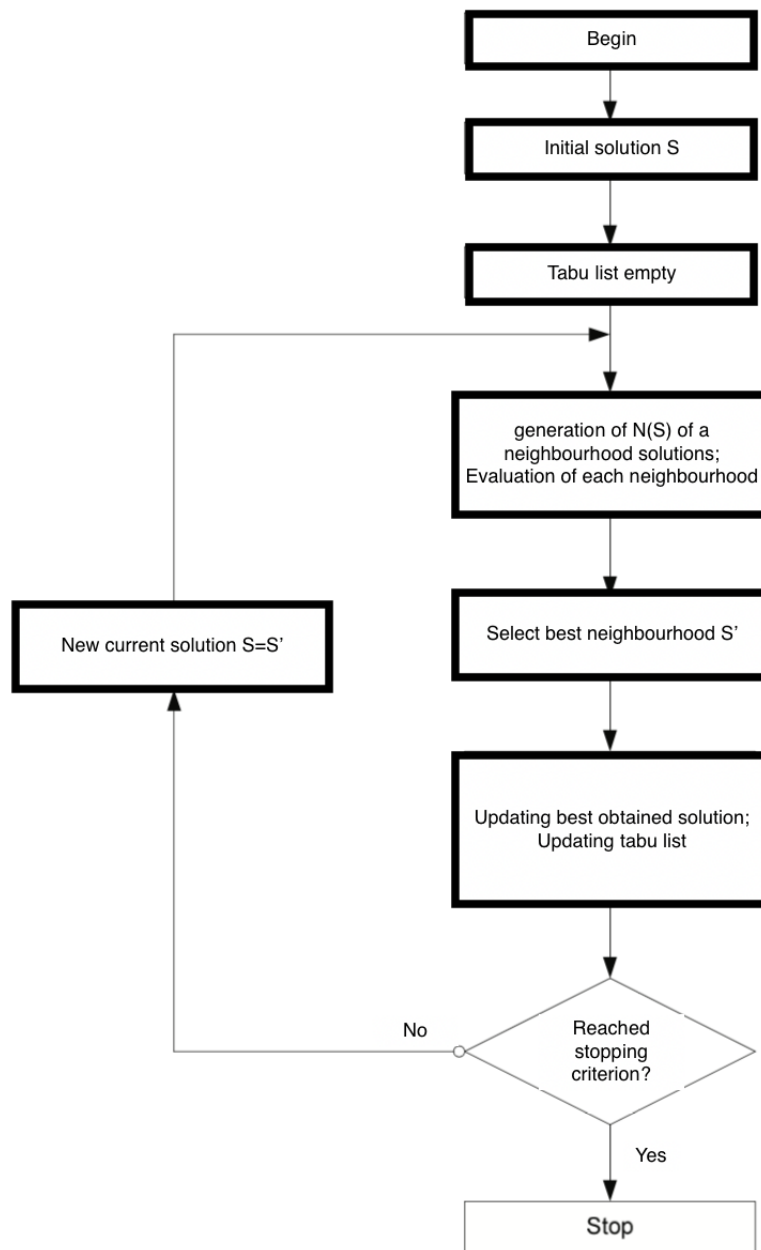 Begin
Initial solution S
Tabu list empty
generation of N(S) of a
neighbourhood solutions;
Evaluation of each neighbourhood
Select best neighbourhood S’
New current solution S=S’
Updating best obtained solution;
Updating tabu list
Reached
stopping
criterion?
No
Yes
Stop